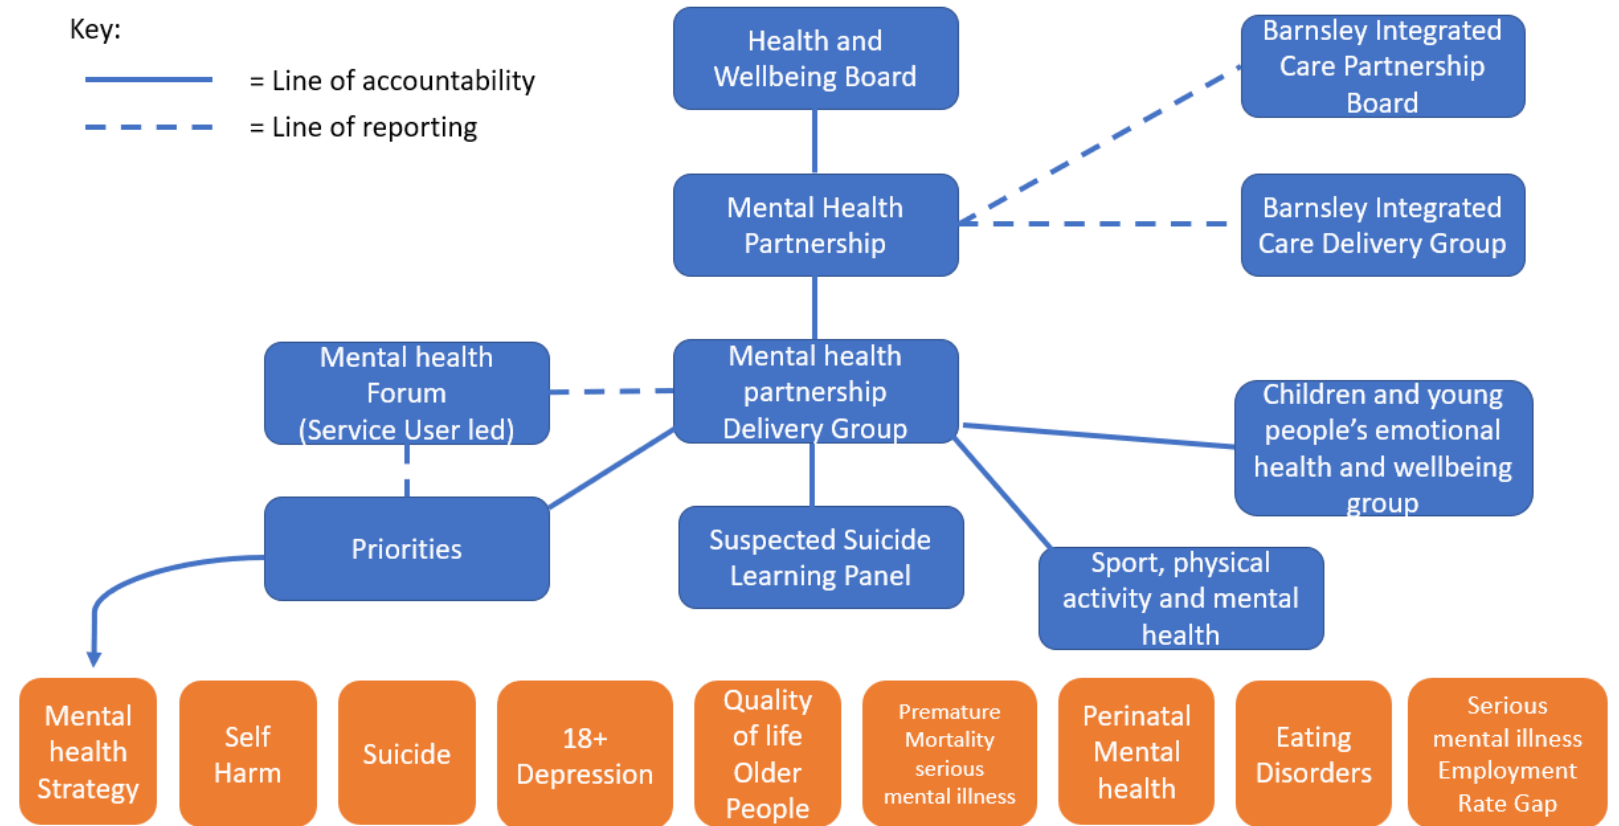 Key:
= Line of accountability
= Line of reporting
Health and
Wellbeing Board
Barnsley Integrated
Care Partnership
Board
Mental Health
Partnership
Barnsley Integrated
Care Delivery Group
Mental health
Forum
(Service User led)
Mental health
partnership
Delivery Group
Children and young
people’s emotional
health and wellbeing
group
Priorities
Suspected Suicide
Learning Panel
Sport, physical
activity and mental
health
Mental
health
Strategy
Self
Harm
Suicide
18+
Depression
Quality
of life
Older
People
Premature
Mortality
serious
mental illness
Perinatal
Mental
health
Eating
Disorders
Serious
mental illness
Employment
Rate Gap